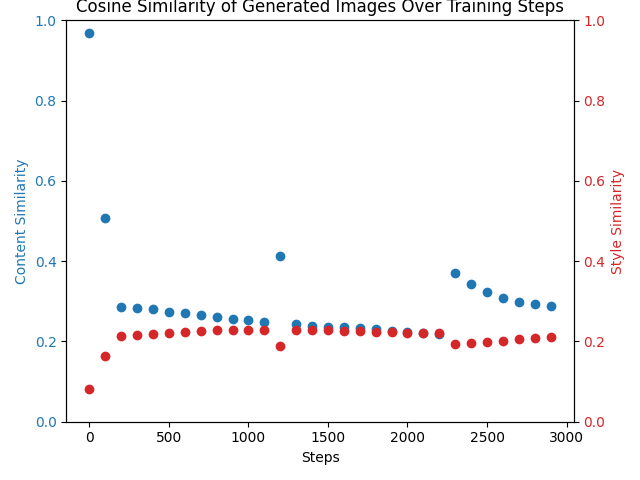 Cosine Similarity of Generated Images Over Training Steps
1.0
0.8
0.6
0.4
0.2
0.0
Content Similarity
1.0
0.8
0.6
0.4
0.2
0.0
Style Similarity
0 500 1000 1500 2000 2500 3000
Steps